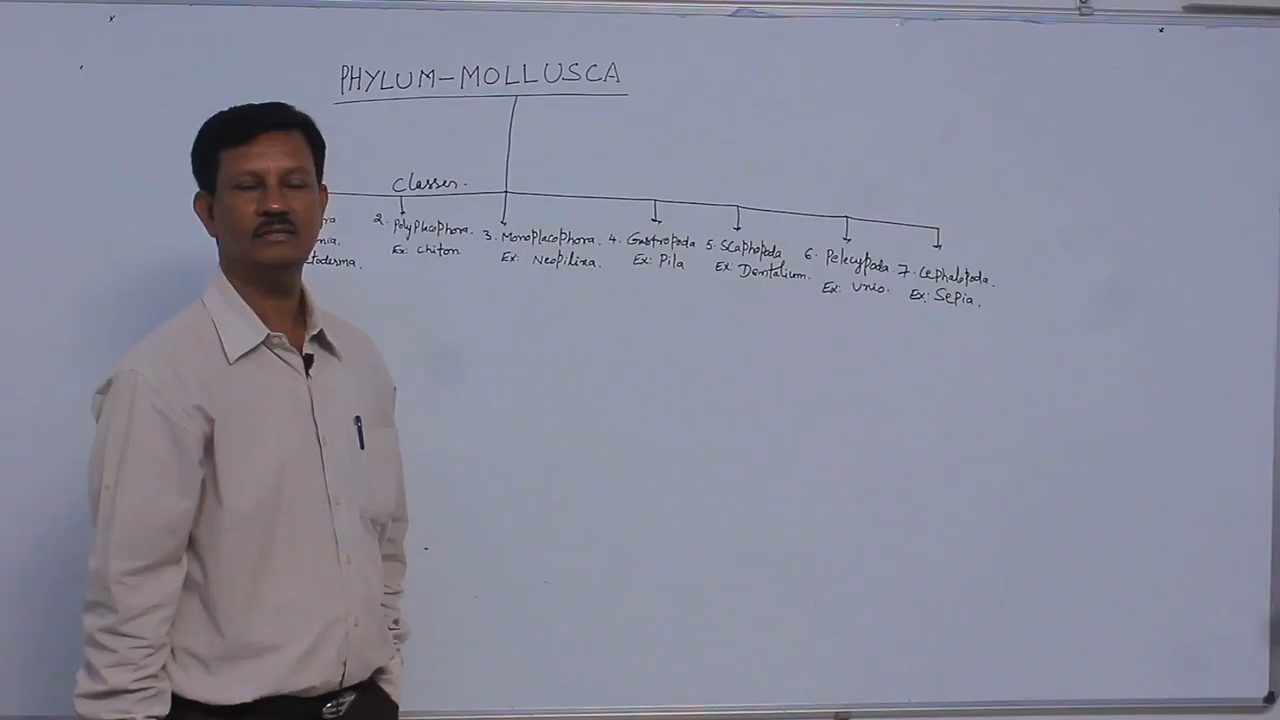 PHYLUM-MOLLUSCA
Classes.
2. Polyplacophora.
Ex: Chiton
3. Monoplacophora.
Ex: Neopilina.
4. Gastropoda
Ex: Pila
5. Scaphopoda
Ex: Dentalium.
6. Pelecypoda
Ex: Unio.
7. Cephalopoda.
Ex: Sepia.